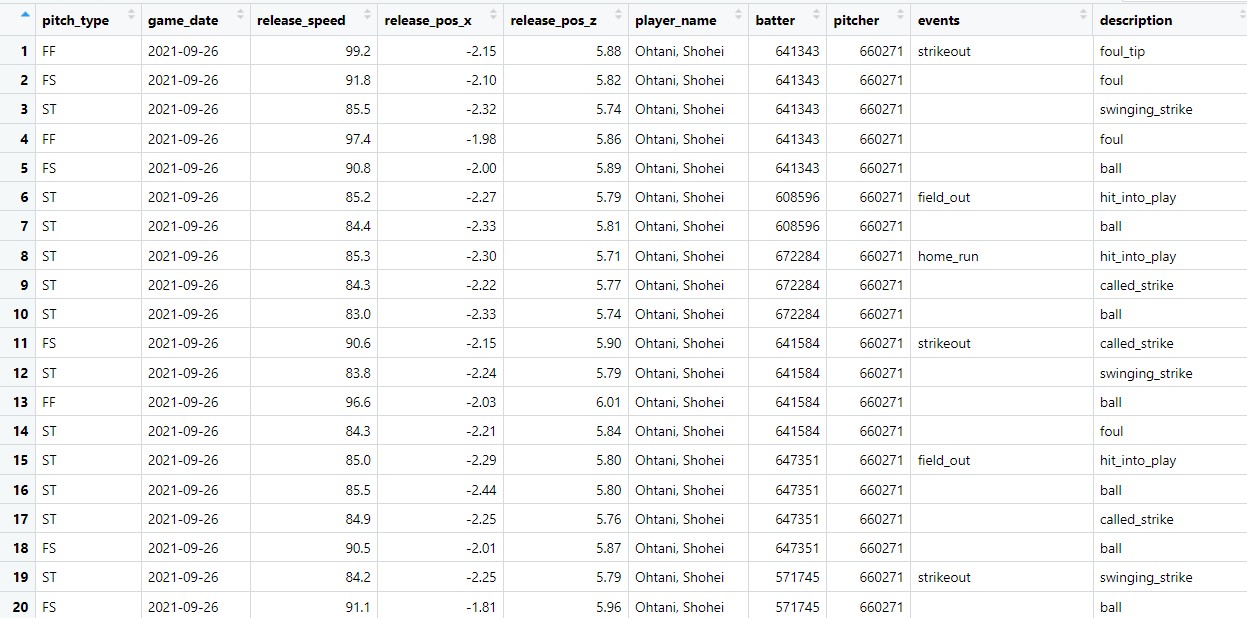 pitch_type game_date release_speed release_pos_x release_pos_z player_name batter pitcher events description
1 FF 2021-09-26 99.2 -2.15 5.88 Ohtani, Shohei 641343 660271 strikeout foul_tip
2 FS 2021-09-26 91.8 -2.10 5.82 Ohtani, Shohei 641343 660271 foul
3 ST 2021-09-26 85.5 -2.32 5.74 Ohtani, Shohei 641343 660271 swinging_strike
4 FF 2021-09-26 97.4 -1.98 5.86 Ohtani, Shohei 641343 660271 foul
5 FS 2021-09-26 90.8 -2.00 5.89 Ohtani, Shohei 641343 660271 ball
6 ST 2021-09-26 85.2 -2.27 5.79 Ohtani, Shohei 608596 660271 field_out hit_into_play
7 ST 2021-09-26 84.4 -2.33 5.81 Ohtani, Shohei 608596 660271 ball
8 ST 2021-09-26 85.3 -2.30 5.71 Ohtani, Shohei 672284 660271 home_run hit_into_play
9 ST 2021-09-26 84.3 -2.22 5.77 Ohtani, Shohei 672284 660271 called_strike
10 ST 2021-09-26 83.0 -2.33 5.74 Ohtani, Shohei 672284 660271 ball
11 FS 2021-09-26 90.6 -2.15 5.90 Ohtani, Shohei 641584 660271 strikeout called_strike
12 ST 2021-09-26 83.8 -2.24 5.79 Ohtani, Shohei 641584 660271 swinging_strike
13 FF 2021-09-26 96.6 -2.03 6.01 Ohtani, Shohei 641584 660271 ball
14 ST 2021-09-26 84.3 -2.21 5.84 Ohtani, Shohei 641584 660271 foul
15 ST 2021-09-26 85.0 -2.29 5.80 Ohtani, Shohei 647351 660271 field_out hit_into_play
16 ST 2021-09-26 85.5 -2.44 5.80 Ohtani, Shohei 647351 660271 ball
17 ST 2021-09-26 84.9 -2.25 5.76 Ohtani, Shohei 647351 660271 called_strike
18 FS 2021-09-26 90.5 -2.01 5.87 Ohtani, Shohei 647351 660271 ball
19 ST 2021-09-26 84.2 -2.25 5.79 Ohtani, Shohei 571745 660271 strikeout swinging_strike
20 FS 2021-09-26 91.1 -1.81 5.96 Ohtani, Shohei 571745 660271 ball